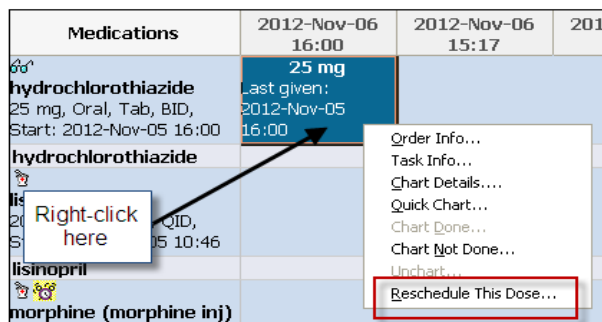 Medications
2012-Nov-06
16:00
2012-Nov-06
15:17
201
25 mg
hydrochlorothiazide
Last given:
25 mg, Oral, Tab, BID,
2012-Nov-05
Start: 2012-Nov-05 16:00
16:00
hydrochlorothiazide
lis
20
QID,
S
05 10:46
Right-click
here
lisinopril
morphine (morphine inj)
Order Info...
Task Info...
Chart Details....
Quick Chart...
Chart Done...
Chart Not Done...
Unchart...
Reschedule This Dose...